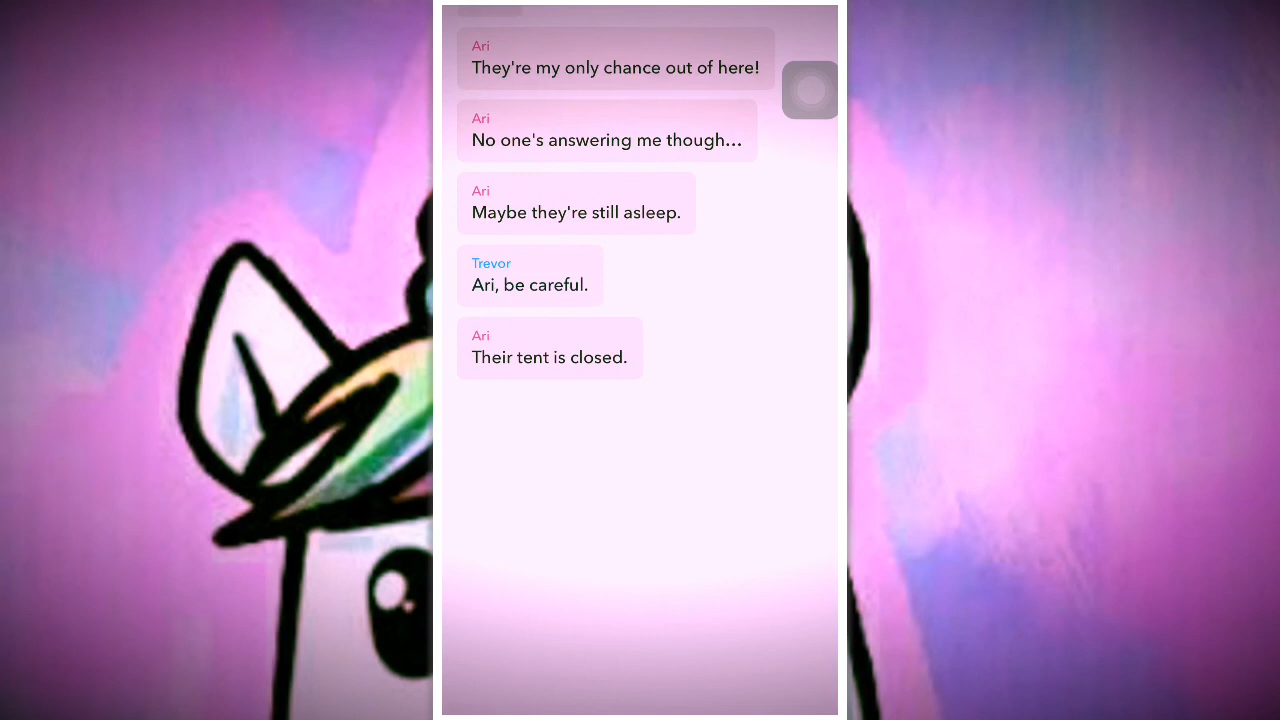 Ari
They're my only chance out of here!
Ari
No one's answering me though...
Ari
Maybe they're still asleep.
Trevor
Ari, be careful.
Ari
Their tent is closed.